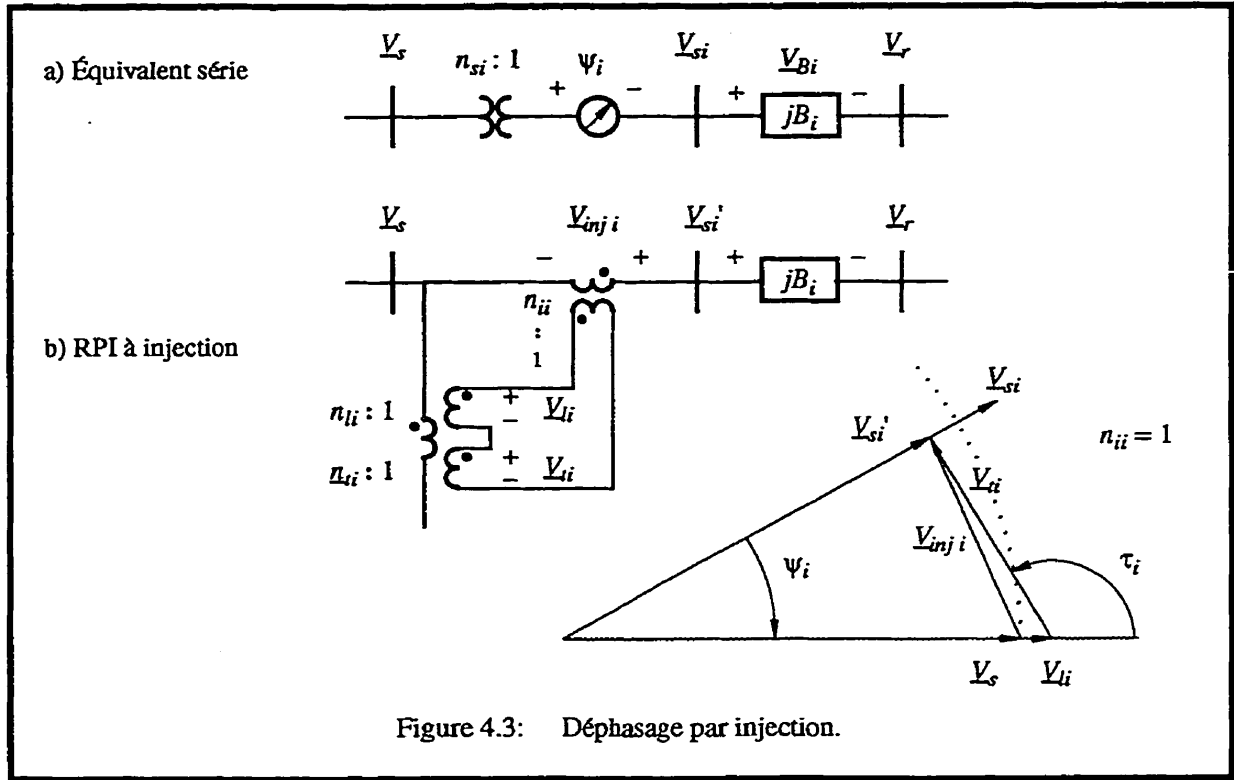 a) Équivalent série
V_s n_si : 1 ψ_i V_si V_Bi V_r
+ − + −
jB_i
V_s V_inj i V_si' V_r
− + + −
jB_i
n_ii
:
1
b) RPI à injection
n_li : 1
n_ti : 1
+
−
V_li
+
−
V_ti
V_si
V_si'
n_ii = 1
V_ti
V_inj i
ψ_i
τ_i
V_s V_li
Figure 4.3: Déphasage par injection.